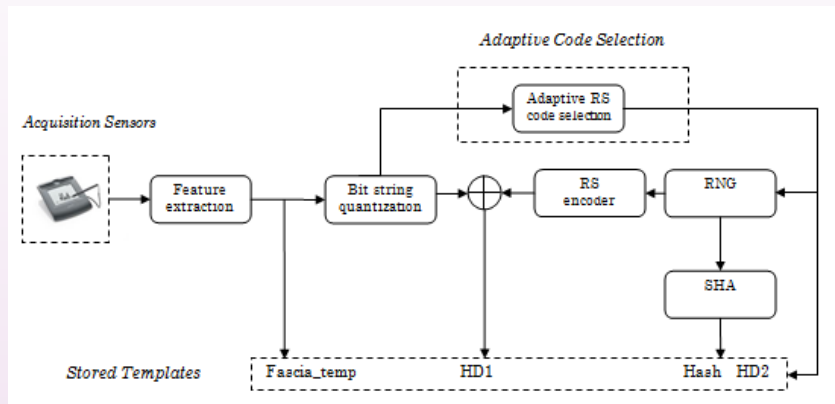 Adaptive Code Selection
Adaptive RS
code selection
Acquisition Sensors
Feature
extraction
Bit string
quantization
RS
encoder
RNG
SHA
Stored Templates
Fascia_temp
HD1
Hash
HD2